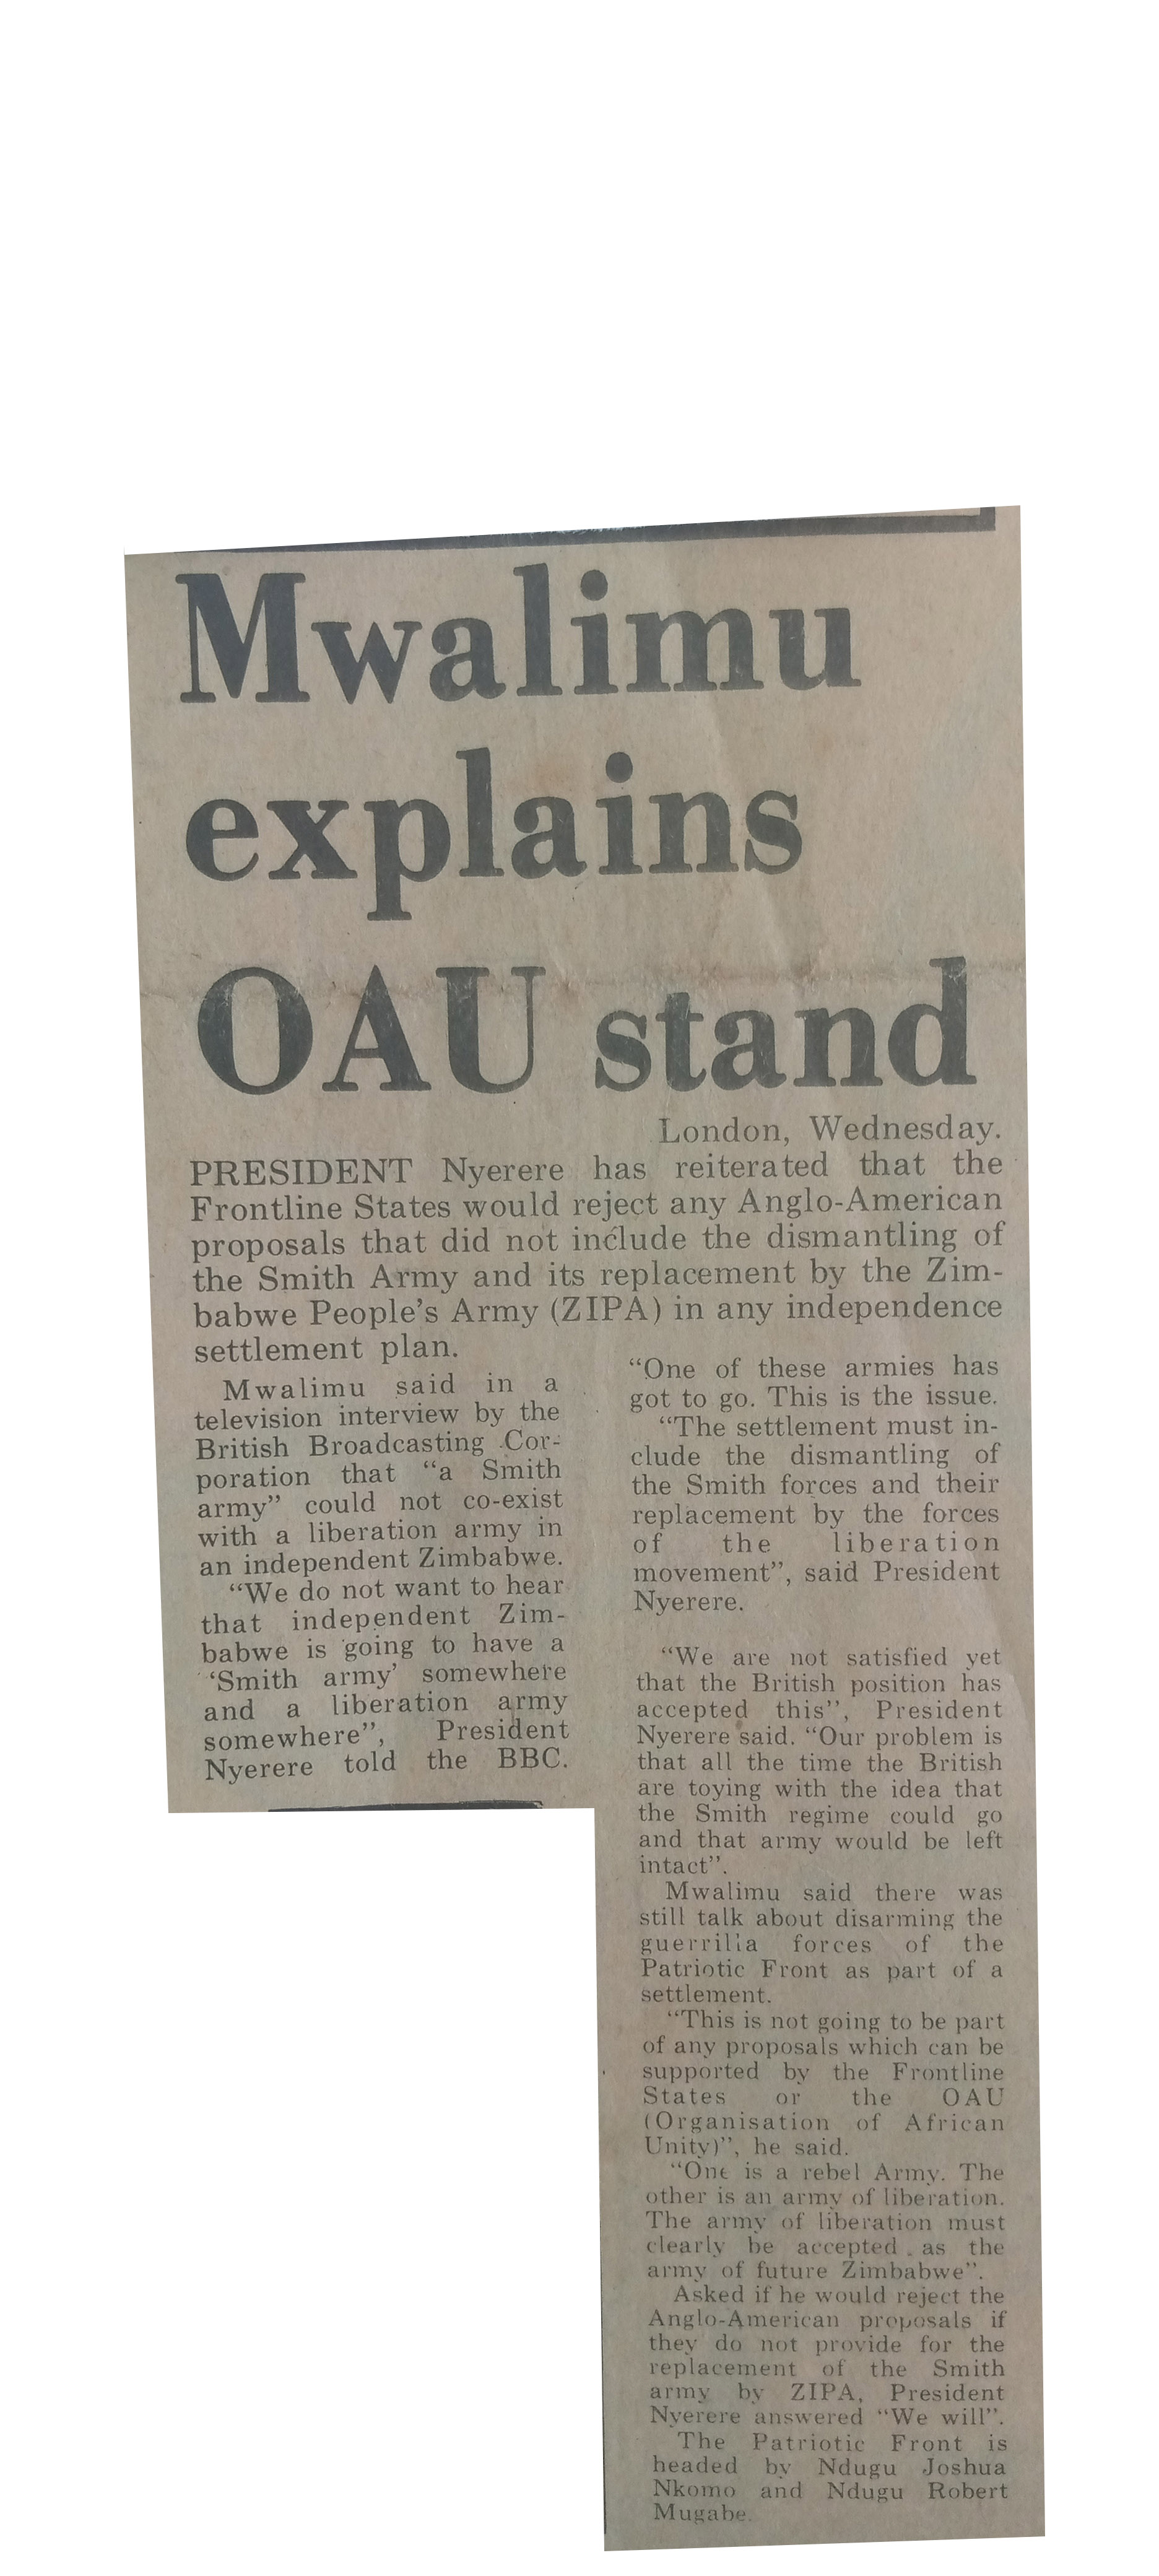 Mwalimu
explains
OAU stand
London, Wednesday.
PRESIDENT Nyerere has reiterated that the
Frontline States would reject any Anglo-American
proposals that did not include the dismantling of
the Smith Army and its replacement by the Zim-
babwe People's Army (ZIPA) in any independence
settlement plan.
Mwalimu said in a
television interview by the
British Broadcasting Cor-
poration that “a Smith
army” could not co-exist
with a liberation army in
an independent Zimbabwe.
“We do not want to hear
that independent Zim-
babwe is going to have a
‘Smith army’ somewhere
and a liberation army
somewhere”, President
Nyerere told the BBC.
“One of these armies has
got to go. This is the issue.
“The settlement must in-
clude the dismantling of
the Smith forces and their
replacement by the forces
of the liberation
movement”, said President
Nyerere.
“We are not satisfied yet
that the British position has
accepted this”, President
Nyerere said. “Our problem is
that all the time the British
are toying with the idea that
the Smith regime could go
and that army would be left
intact”.
Mwalimu said there was
still talk about disarming the
guerrilla forces of the
Patriotic Front as part of a
settlement.
“This is not going to be part
of any proposals which can be
supported by the Frontline
States or the OAU
(Organisation of African
Unity)”, he said.
“One is a rebel Army. The
other is an army of liberation.
The army of liberation must
clearly be accepted as the
army of future Zimbabwe”.
Asked if he would reject the
Anglo-American proposals if
they do not provide for the
replacement of the Smith
army by ZIPA, President
Nyerere answered “We will”.
The Patriotic Front is
headed by Ndugu Joshua
Nkomo and Ndugu Robert
Mugabe.